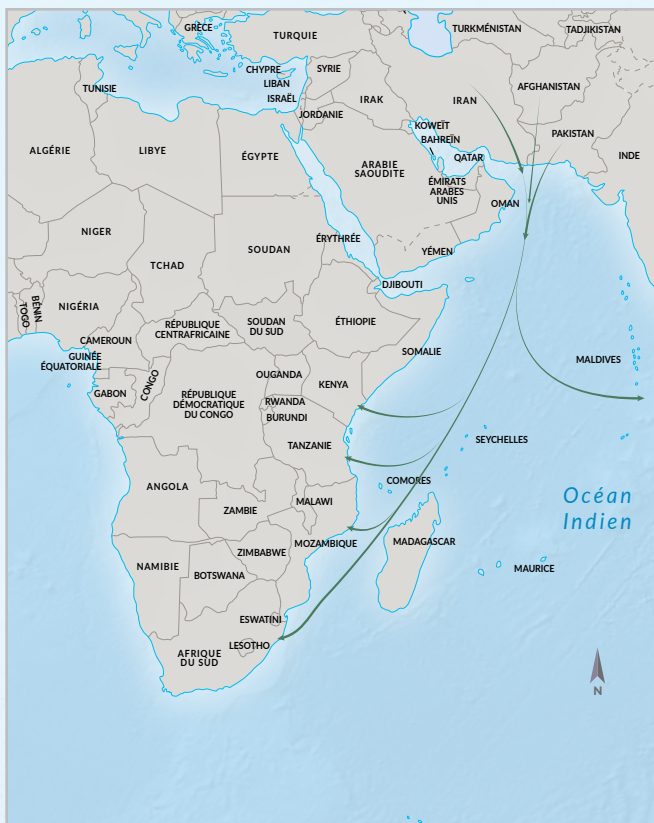 GRÈCE
TURQUIE
TURKMÉNISTAN
TADJIKISTAN
CHYPRE
SYRIE
LIBAN
ISRAËL
TUNISIE
IRAK
IRAN
AFGHANISTAN
JORDANIE
KOWEÏT
BAHREÏN
PAKISTAN
ALGÉRIE
LIBYE
ÉGYPTE
ARABIE
SAOUDITE
QATAR
INDE
ÉMIRATS
ARABES
UNIS
OMAN
NIGER
TCHAD
SOUDAN
ÉRYTHRÉE
YÉMEN
DJIBOUTI
TOGO
BÉNIN
NIGÉRIA
RÉPUBLIQUE
CENTRAFRICAINE
SOUDAN
DU SUD
ÉTHIOPIE
CAMEROUN
SOMALIE
GUINÉE
ÉQUATORIALE
MALDIVES
GABON
CONGO
RÉPUBLIQUE
DÉMOCRATIQUE
DU CONGO
OUGANDA
KENYA
RWANDA
BURUNDI
TANZANIE
SEYCHELLES
ANGOLA
COMORES
Océan
Indien
ZAMBIE
MALAWI
MOZAMBIQUE
MADAGASCAR
NAMIBIE
ZIMBABWE
BOTSWANA
MAURICE
ESWATINI
LESOTHO
AFRIQUE
DU SUD
N